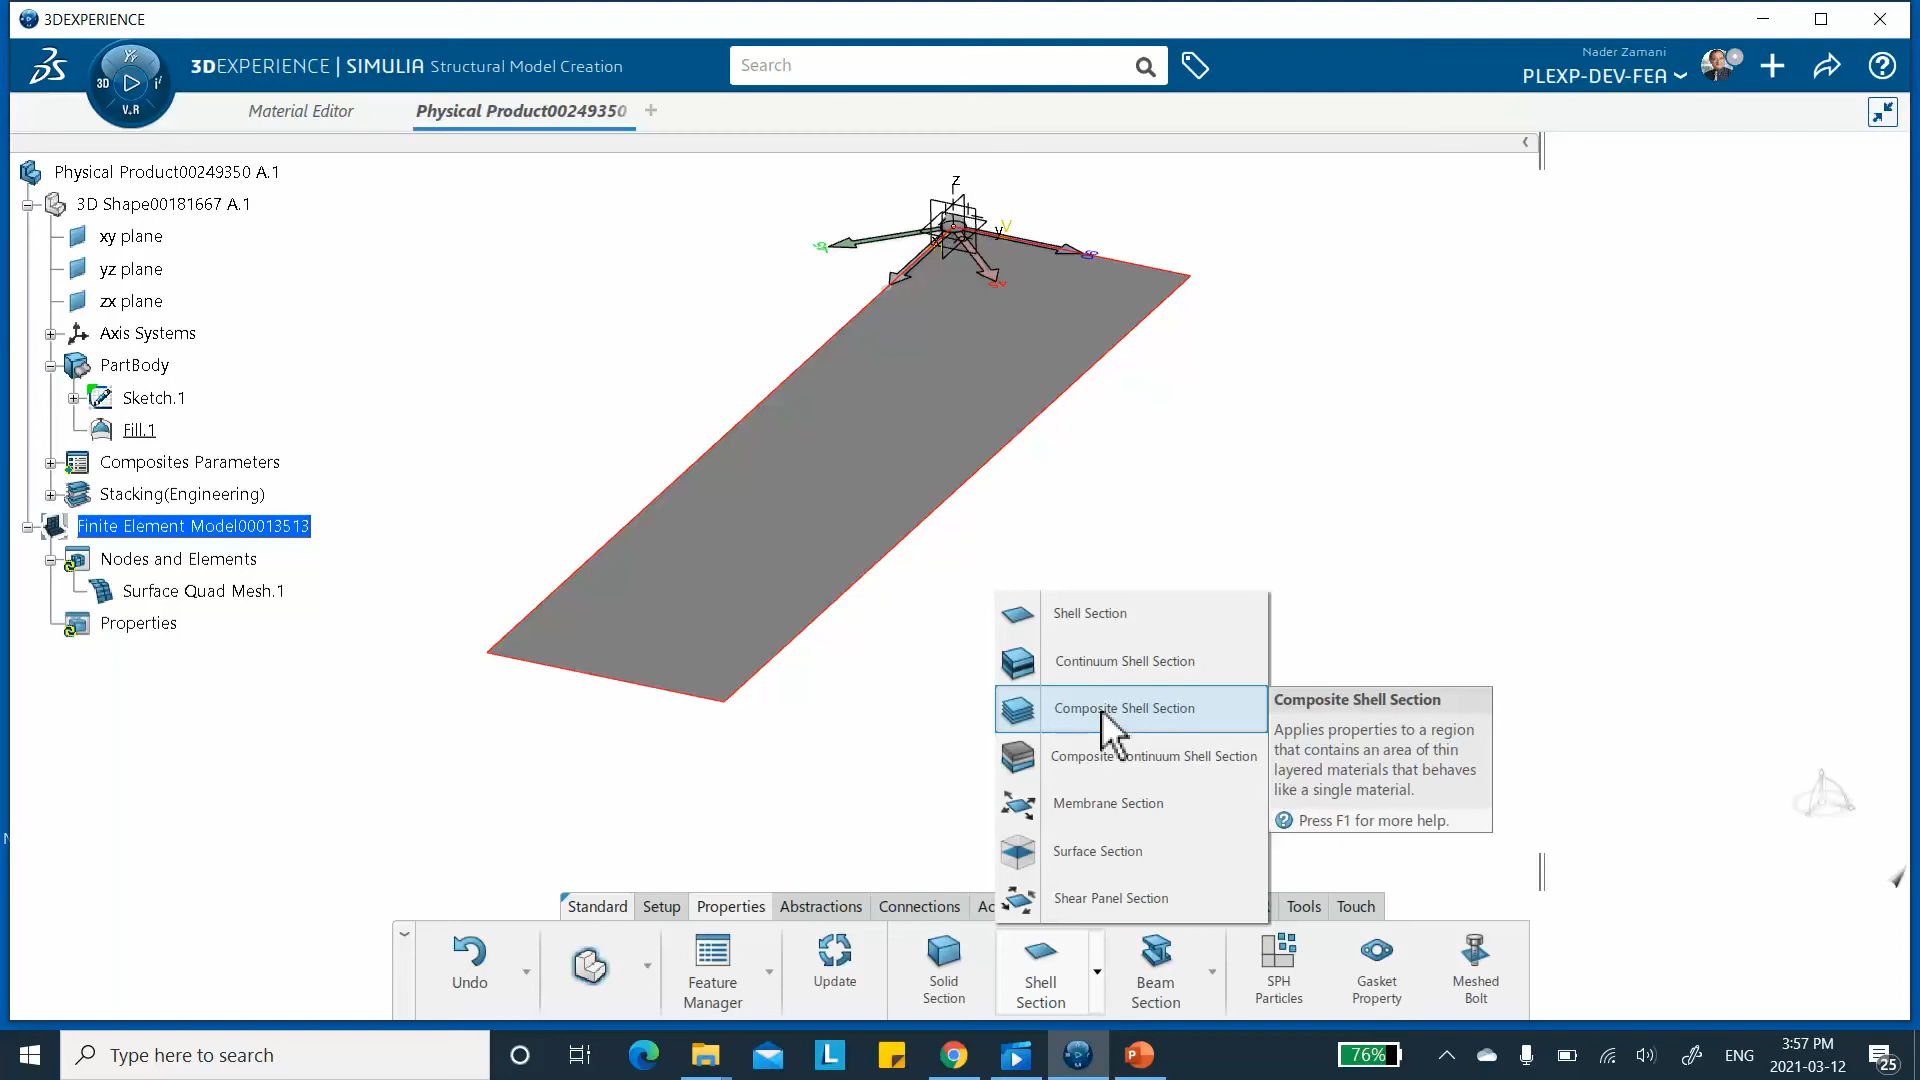 3DEXPERIENCE
3DEXPERIENCE | SIMULIA Structural Model Creation
Search
Nader Zamani
PLEXP-DEV-FEA
3D
V.R
Material Editor
Physical Product00249350
Physical Product00249350 A.1
3D Shape00181667 A.1
xy plane
yz plane
zx plane
Axis Systems
PartBody
Sketch.1
Fill.1
Composites Parameters
Stacking(Engineering)
Finite Element Model00013513
Nodes and Elements
Surface Quad Mesh.1
Properties
z
y
V
Shell Section
Continuum Shell Section
Composite Shell Section
Composite Continuum Shell Section
Membrane Section
Surface Section
Shear Panel Section
Composite Shell Section
Applies properties to a region
that contains an area of thin
layered materials that behaves
like a single material.
Press F1 for more help.
Standard
Setup
Properties
Abstractions
Connections
Ac
Tools
Touch
Undo
Feature
Manager
Update
Solid
Section
Shell
Section
Beam
Section
SPH
Particles
Gasket
Property
Meshed
Bolt
Type here to search
L
P
76%
ENG
3:57 PM
2021-03-12
25